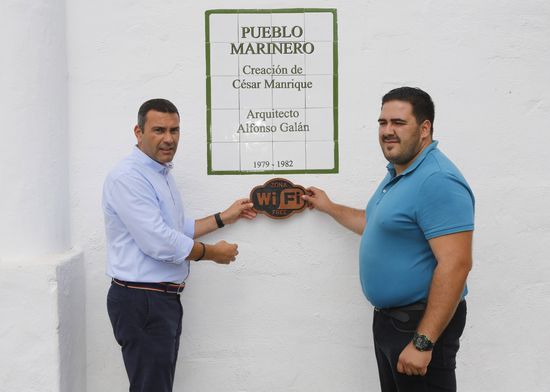 PUEBLO
MARINERO
Creación de
César Manrique
Arquitecto
Alfonso Galán
1979 - 1982
ZONA
WiFi
FREE